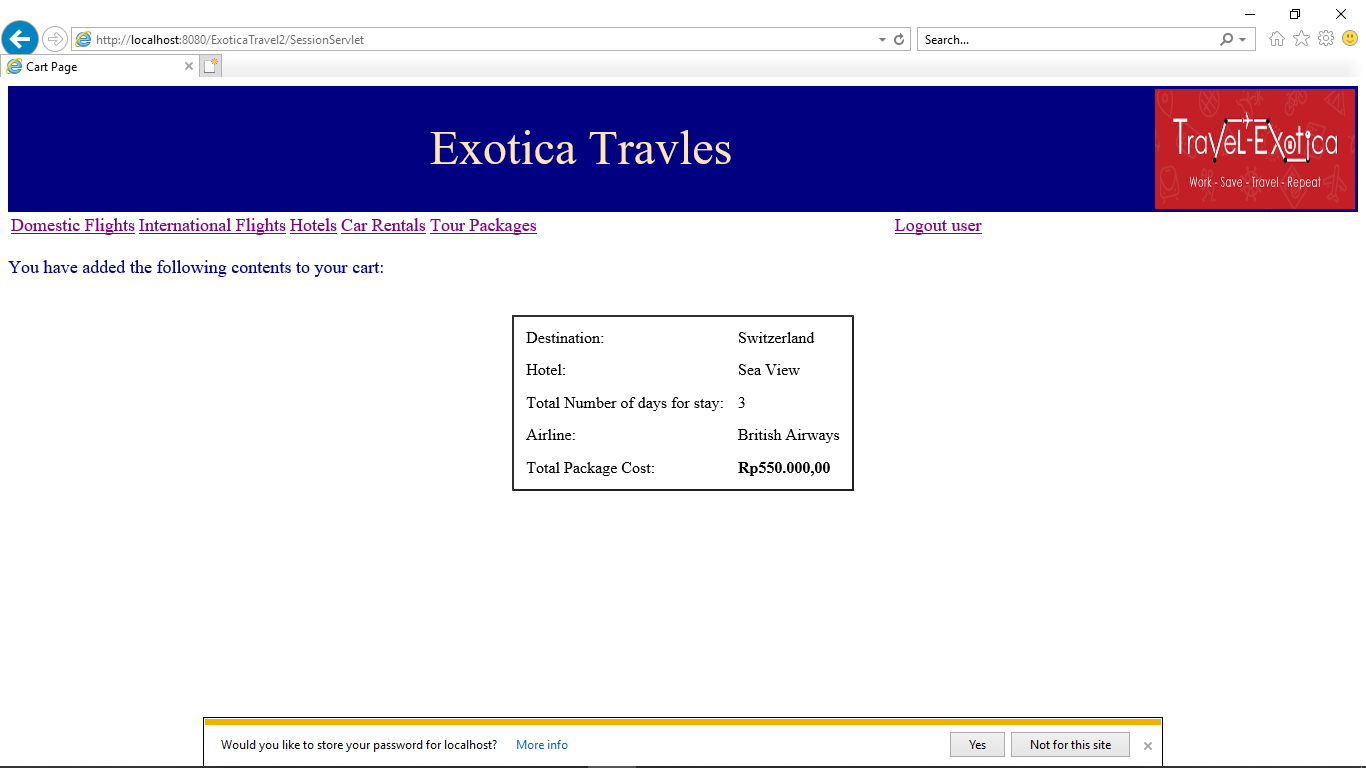 http://localhost:8080/ExoticaTravel2/SessionServlet
Search...
Cart Page
Exotica Travles
TraveL-Exotica
Work - Save - Travel - Repeat
Domestic Flights International Flights Hotels Car Rentals Tour Packages Logout user
You have added the following contents to your cart:
Destination: Switzerland
Hotel: Sea View
Total Number of days for stay: 3
Airline: British Airways
Total Package Cost: Rp550.000,00
Would you like to store your password for localhost? More info Yes Not for this site